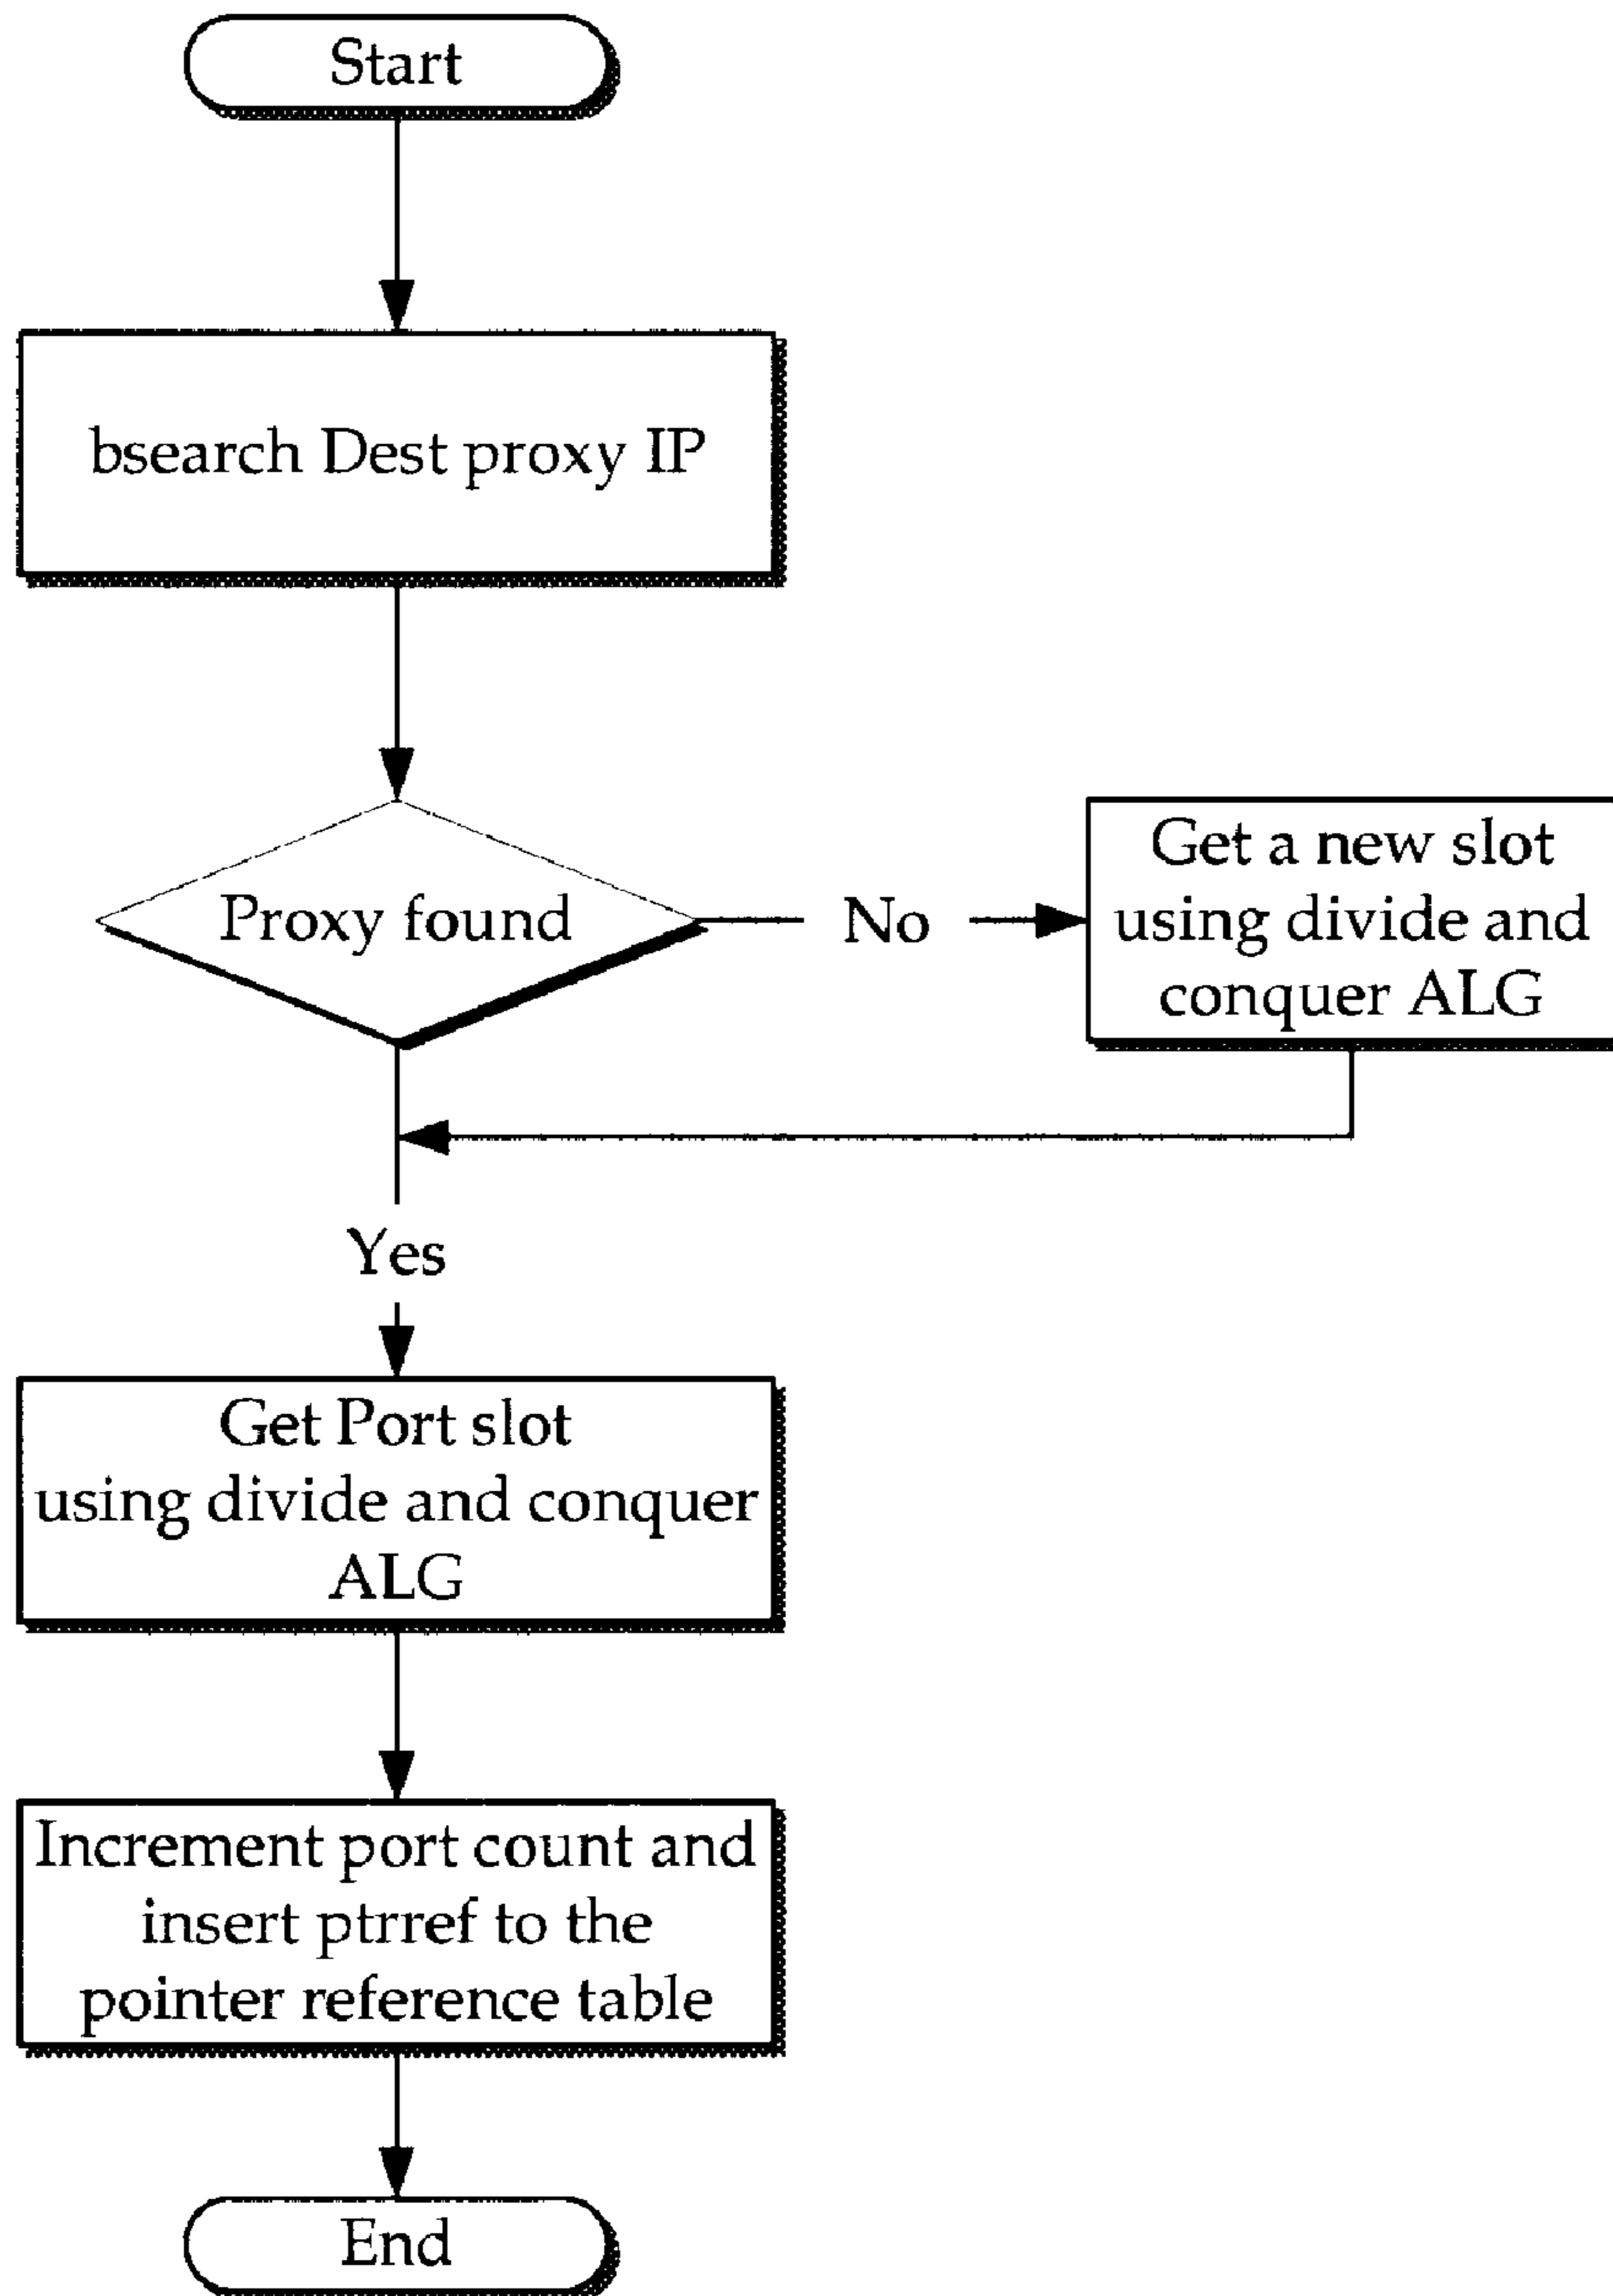 Start
bsearch Dest proxy IP
Proxy found
No
Get a new slot
using divide and
conquer ALG
Yes
Get Port slot
using divide and conquer
ALG
Increment port count and
insert ptrref to the
pointer reference table
End